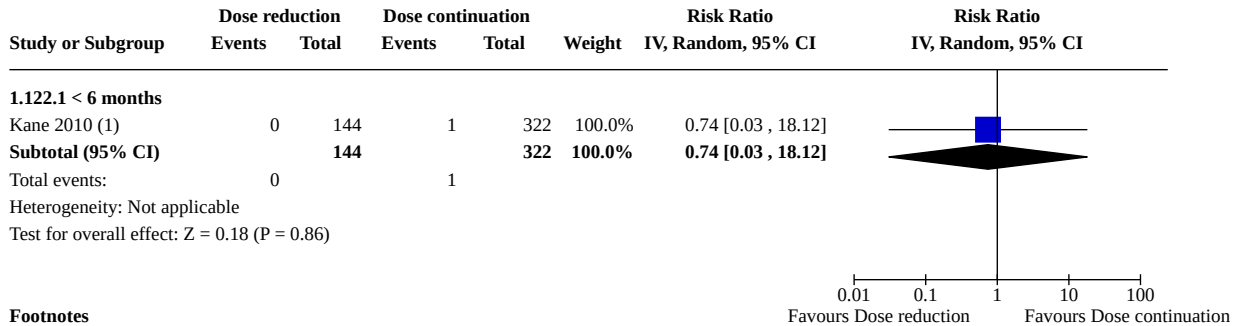 Dose reduction Dose continuation Risk Ratio Risk Ratio
Study or Subgroup Events Total Events Total Weight IV, Random, 95% CI IV, Random, 95% CI
1.122.1 < 6 months
Kane 2010 (1) 0 144 1 322 100.0% 0.74 [0.03 , 18.12]
Subtotal (95% CI) 144 322 100.0% 0.74 [0.03 , 18.12]
Total events: 0 1
Heterogeneity: Not applicable
Test for overall effect: Z = 0.18 (P = 0.86)
0.01 0.1 1 10 100
Favours Dose reduction Favours Dose continuation
Footnotes